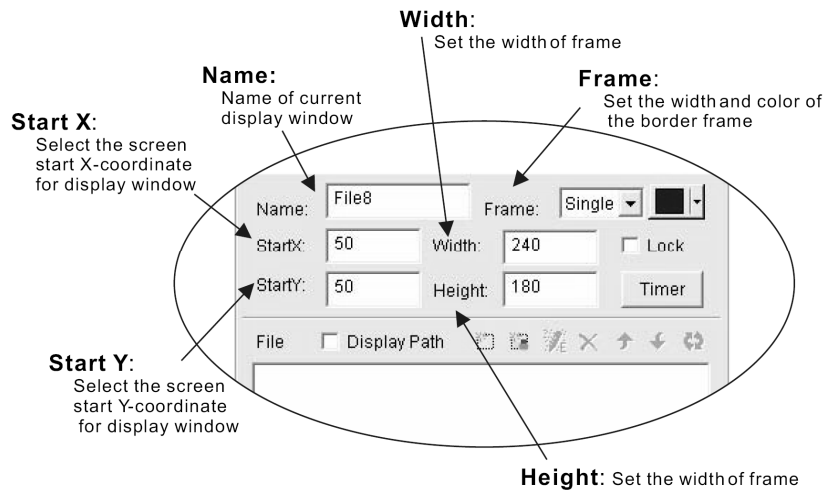 Width:
Set the width of frame
Name:
Name of current
display window
Frame:
Set the width and color of
the border frame
Start X:
Select the screen
start X-coordinate
for display window
Name:
File8
Frame:
Single
StartX:
50
Width:
240
Lock
StartY:
50
Height:
180
Timer
File
Display Path
E
Start Y:
Select the screen
start Y-coordinate
for display window
Height: Set the width of frame